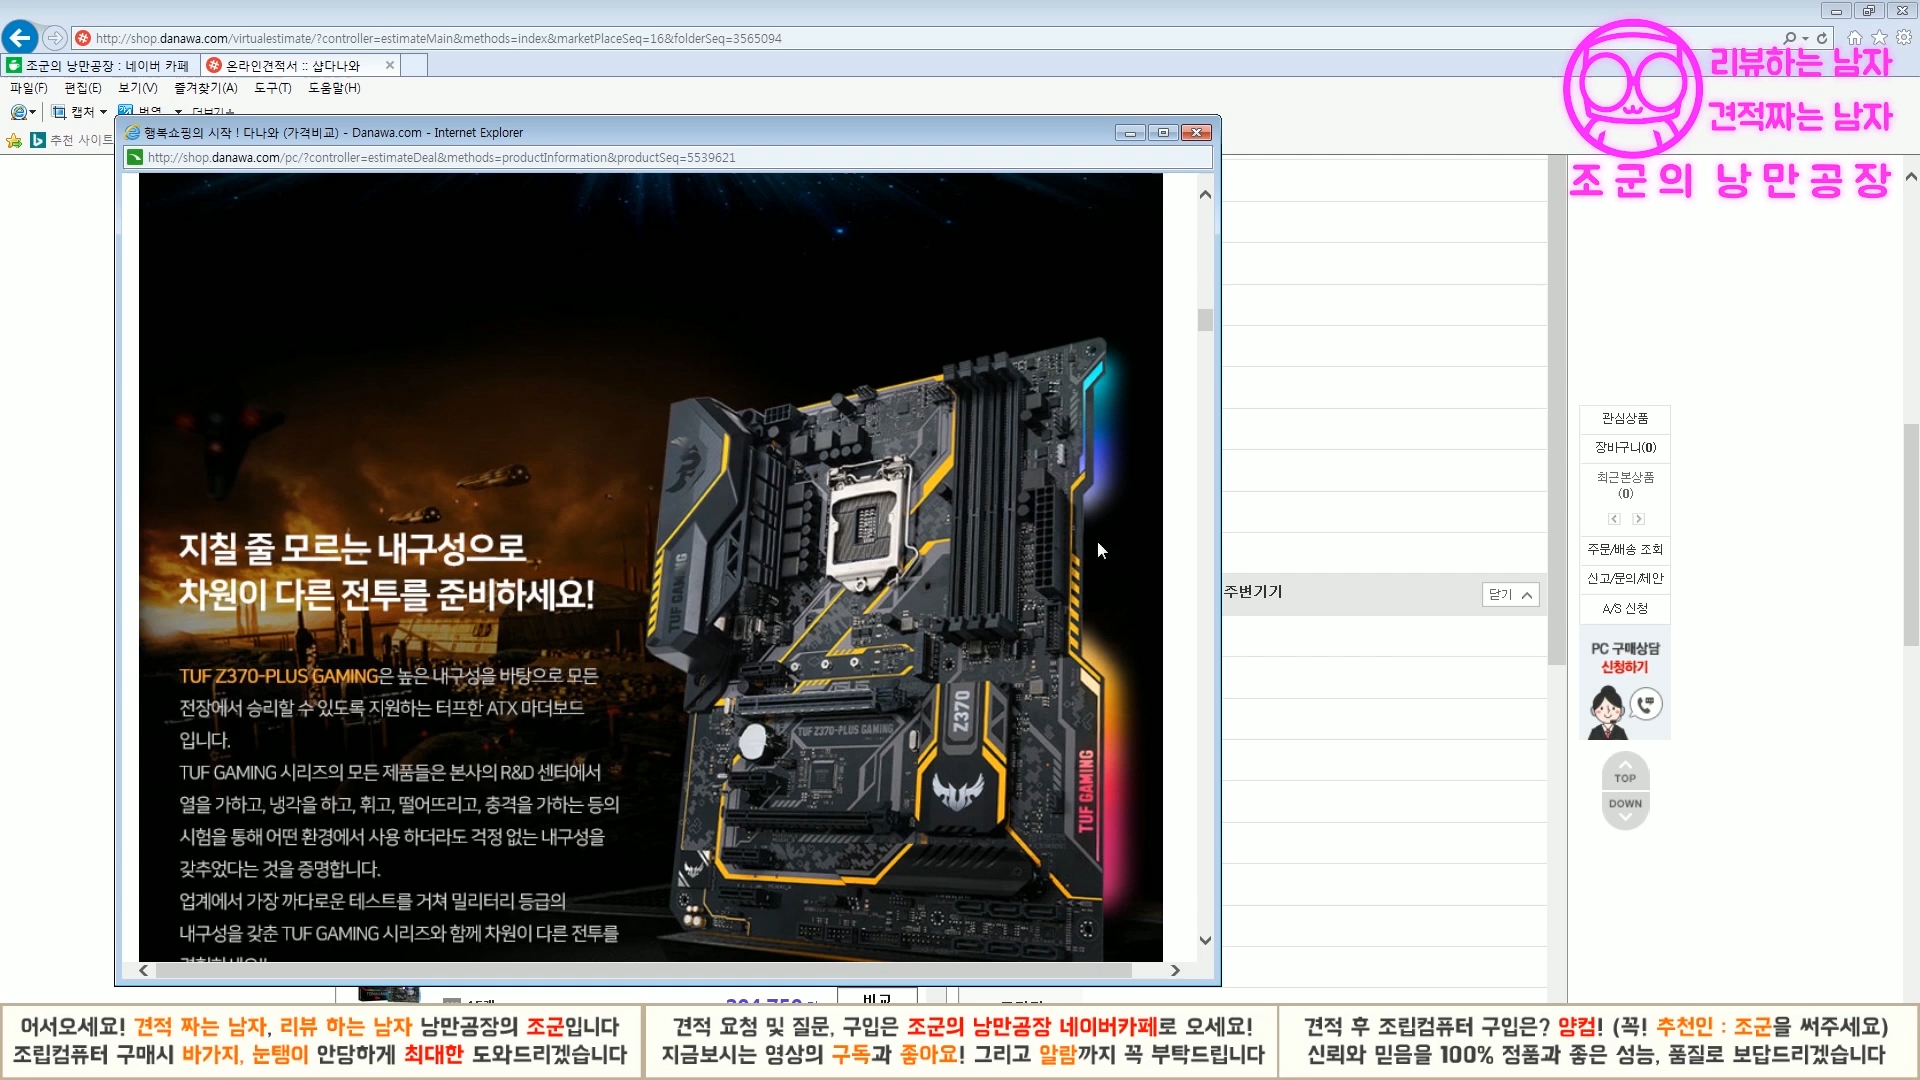 http://shop.danawa.com/virtualestimate/?controller=estimateMain&methods=index&marketPlaceSeq=16&folderSeq=3565094
조군의 낭만공장 : 네이버 카페
온라인견적서 :: 샵다나와
파일(F) 편집(E) 보기(V) 즐겨찾기(A) 도구(T) 도움말(H)
캡처 번역 더보기
추천 사이트
행복쇼핑의 시작 ! 다나와 (가격비교) - Danawa.com - Internet Explorer
http://shop.danawa.com/pc/?controller=estimateDeal&methods=productInformation&productSeq=5539621
리뷰하는 남자
견적짜는 남자
조군의 낭만공장
지칠 줄 모르는 내구성으로
차원이 다른 전투를 준비하세요!
TUF Z370-PLUS GAMING은 높은 내구성을 바탕으로 모든
전장에서 승리할 수 있도록 지원하는 터프한 ATX 마더보드
입니다.
TUF GAMING 시리즈의 모든 제품들은 본사의 R&D 센터에서
열을 가하고, 냉각을 하고, 휘고, 떨어뜨리고, 충격을 가하는 등의
시험을 통해 어떤 환경에서 사용 하더라도 걱정 없는 내구성을
갖추었다는 것을 증명합니다.
업계에서 가장 까다로운 테스트를 거쳐 밀리터리 등급의
내구성을 갖춘 TUF GAMING 시리즈와 함께 차원이 다른 전투를
TUF GAMING
Z370
TUF Z370-PLUS GAMING
TUF GAMING
주변기기
닫기
관심상품
장바구니(0)
최근본상품
(0)
주문/배송 조회
신고/문의/제안
A/S 신청
PC 구매상담
신청하기
TOP
DOWN
비교
어서오세요! 견적 짜는 남자, 리뷰 하는 남자 낭만공장의 조군입니다
조립컴퓨터 구매시 바가지, 눈탱이 안담하게 최대한 도와드리겠습니다
견적 요청 및 질문, 구입은 조군의 낭만공장 네이버카페로 오세요!
지금보시는 영상의 구독과 좋아요! 그리고 알람까지 꼭 부탁드립니다
견적 후 조립컴퓨터 구입은? 얀컴! (꼭! 추천인 : 조군을 써주세요)
신뢰와 믿음을 100% 정품과 좋은 성능, 품질로 보답드리겠습니다